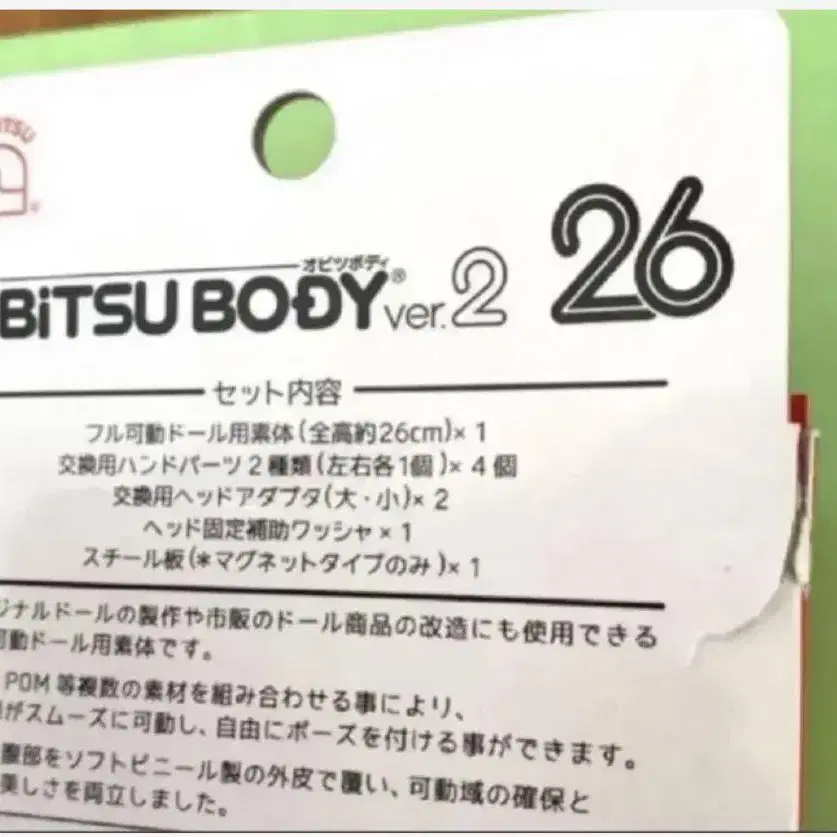 ITSU
オビツボディ
BiTSU BODY® ver.2 26
セット内容
フル可動ドール用素体(全高約26cm)× 1
交換用ハンドパーツ2種類(左右各1個)× 4個
交換用ヘッドアダプタ(大・小)× 2
ヘッド固定補助ワッシャ× 1
スチール板(*マグネットタイプのみ)× 1
ジナルドールの製作や市販のドール商品の改造にも使用できる
可動ドール用素体です。
POM等複数の素材を組み合わせる事により、
がスムーズに可動し、自由にポーズを付ける事ができます。
腹部をソフトビニール製の外皮で覆い、可動域の確保と
美しさを両立しました。